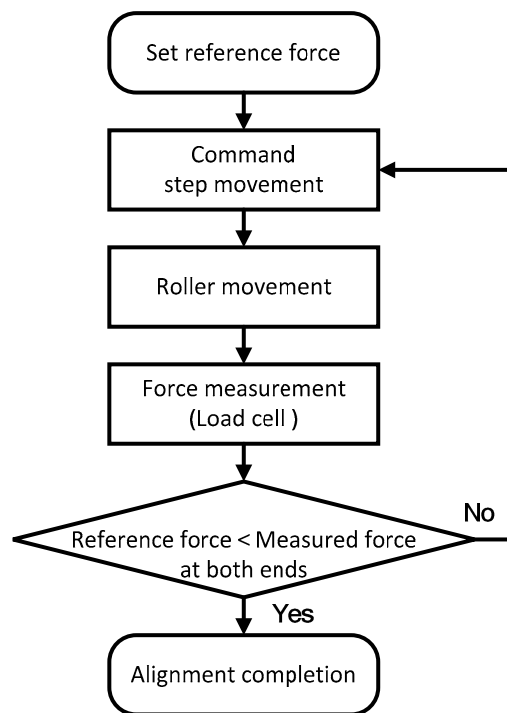 Set reference force
Command
step movement
Roller movement
Force measurement
(Load cell )
Reference force < Measured force
at both ends
No
Yes
Alignment completion